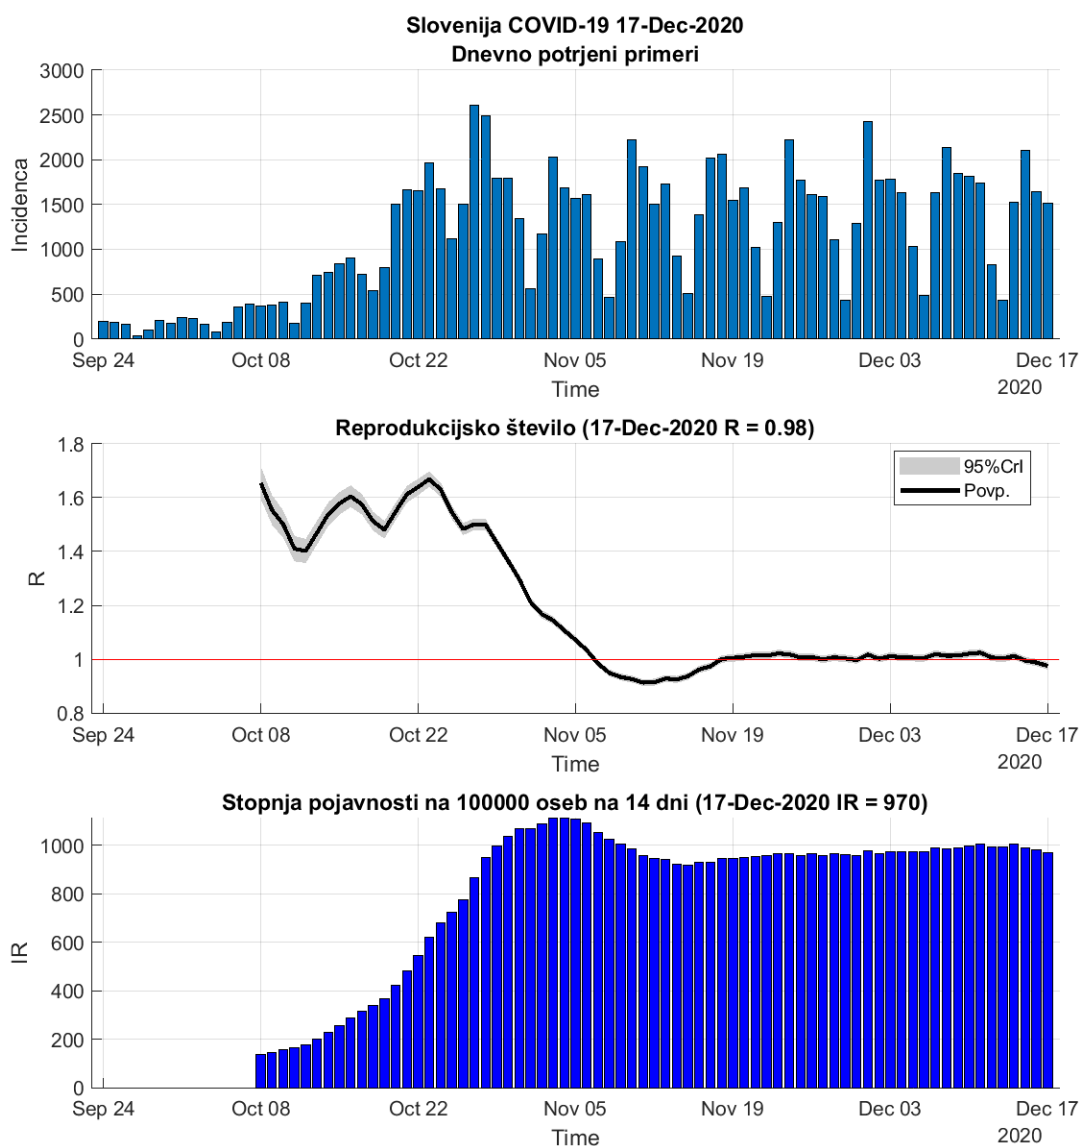 Slovenija COVID-19 17-Dec-2020
Dnevno potrjeni primeri
3000
2500
2000
1500
1000
500
0
Incidenca
Sep 24 Oct 08 Oct 22 Nov 05 Nov 19 Dec 03 Dec 17
Time 2020
Reprodukcijsko število (17-Dec-2020 R = 0.98)
1.8
1.6
1.4
1.2
1
0.8
R
95%CrI
Povp.
Sep 24 Oct 08 Oct 22 Nov 05 Nov 19 Dec 03 Dec 17
Time 2020
Stopnja pojavnosti na 100000 oseb na 14 dni (17-Dec-2020 IR = 970)
1000
800
600
400
200
0
IR
Sep 24 Oct 08 Oct 22 Nov 05 Nov 19 Dec 03 Dec 17
Time 2020